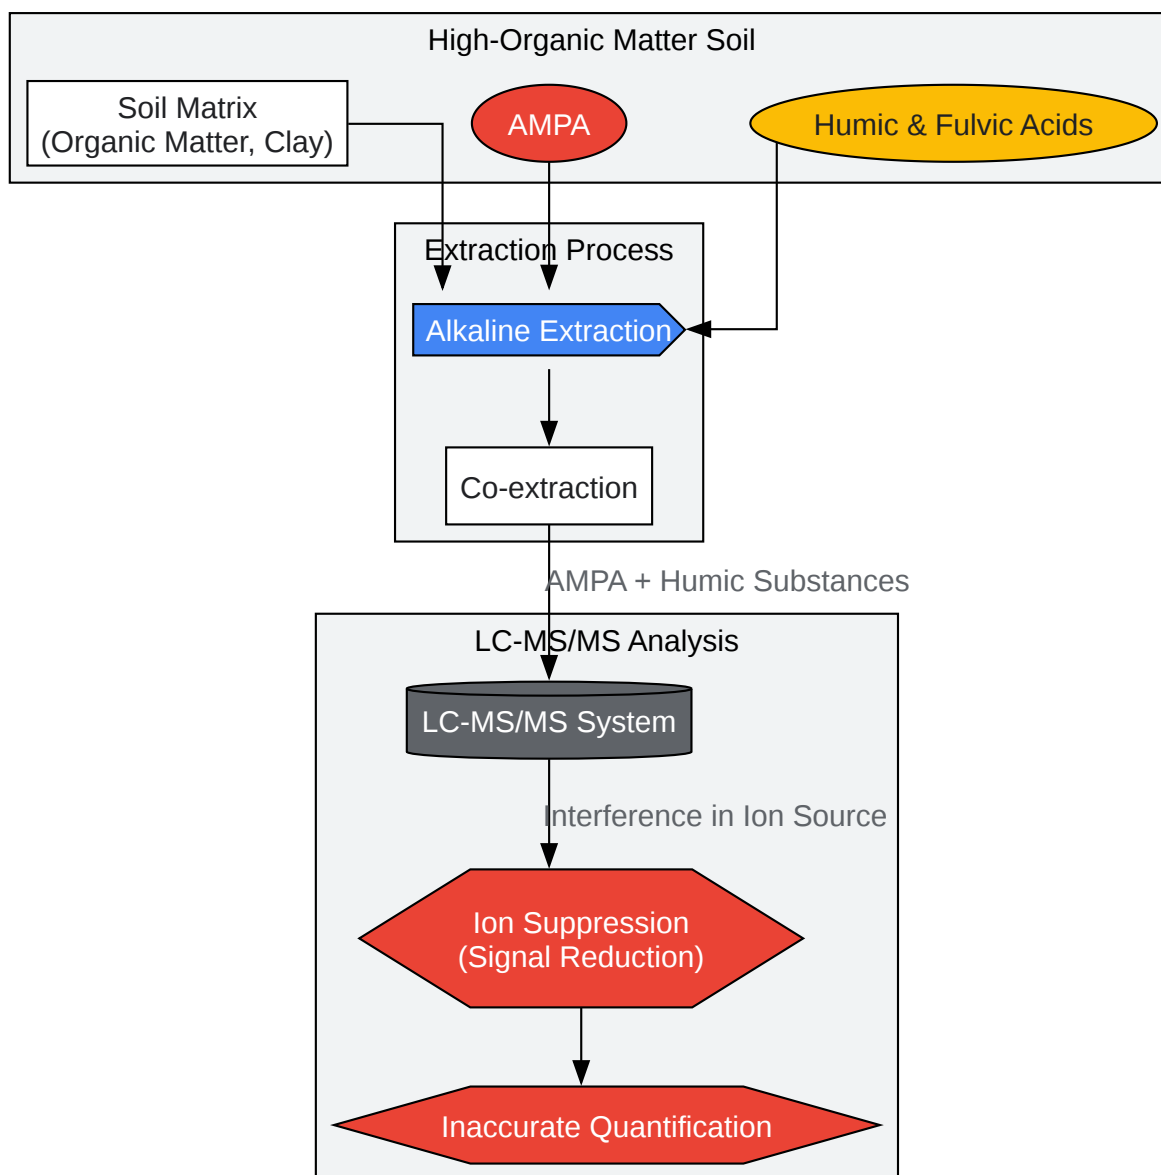 High-Organic Matter Soil
Soil Matrix
(Organic Matter, Clay)
AMPA
Humic & Fulvic Acids
Extraction Process
Alkaline Extraction
Co-extraction
AMPA + Humic Substances
LC-MS/MS Analysis
LC-MS/MS System
Interference in Ion Source
Ion Suppression
(Signal Reduction)
Inaccurate Quantification